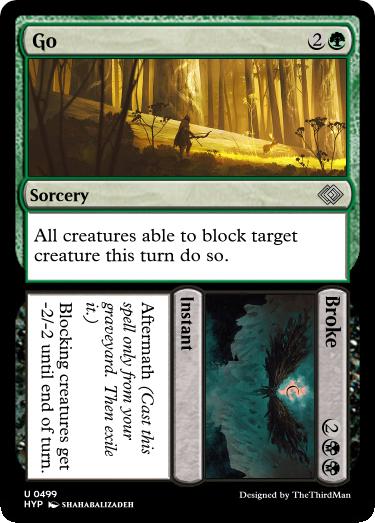 Go 2
Sorcery
All creatures able to block target
creature this turn do so.
Broke 2
Instant
Aftermath (Cast this
spell only from your
graveyard. Then exile
it.)
Blocking creatures get
-2/-2 until end of turn.
U 0499
HYP SHAHABALIZADEH
Designed by TheThirdMan